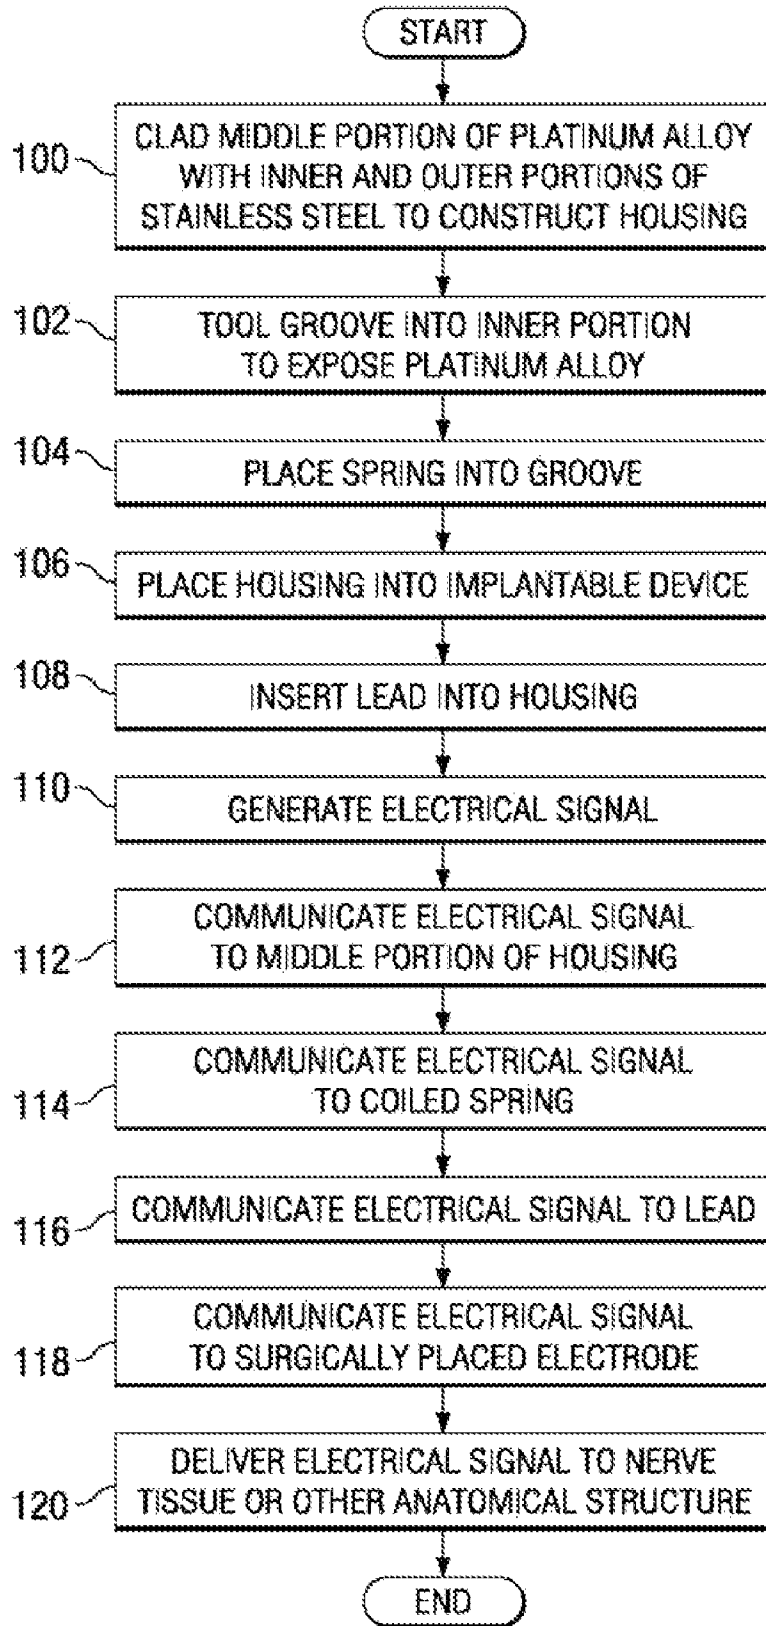 START
100
CLAD MIDDLE PORTION OF PLATINUM ALLOY
WITH INNER AND OUTER PORTIONS OF
STAINLESS STEEL TO CONSTRUCT HOUSING
102
TOOL GROOVE INTO INNER PORTION
TO EXPOSE PLATINUM ALLOY
104
PLACE SPRING INTO GROOVE
106
PLACE HOUSING INTO IMPLANTABLE DEVICE
108
INSERT LEAD INTO HOUSING
110
GENERATE ELECTRICAL SIGNAL
COMMUNICATE ELECTRICAL SIGNAL
TO MIDDLE PORTION OF HOUSING
112
COMMUNICATE ELECTRICAL SIGNAL
TO COILED SPRING
114
COMMUNICATE ELECTRICAL SIGNAL TO LEAD
116
COMMUNICATE ELECTRICAL SIGNAL
TO SURGICALLY PLACED ELECTRODE
118
DELIVER ELECTRICAL SIGNAL TO NERVE
TISSUE OR OTHER ANATOMICAL STRUCTURE
120
END